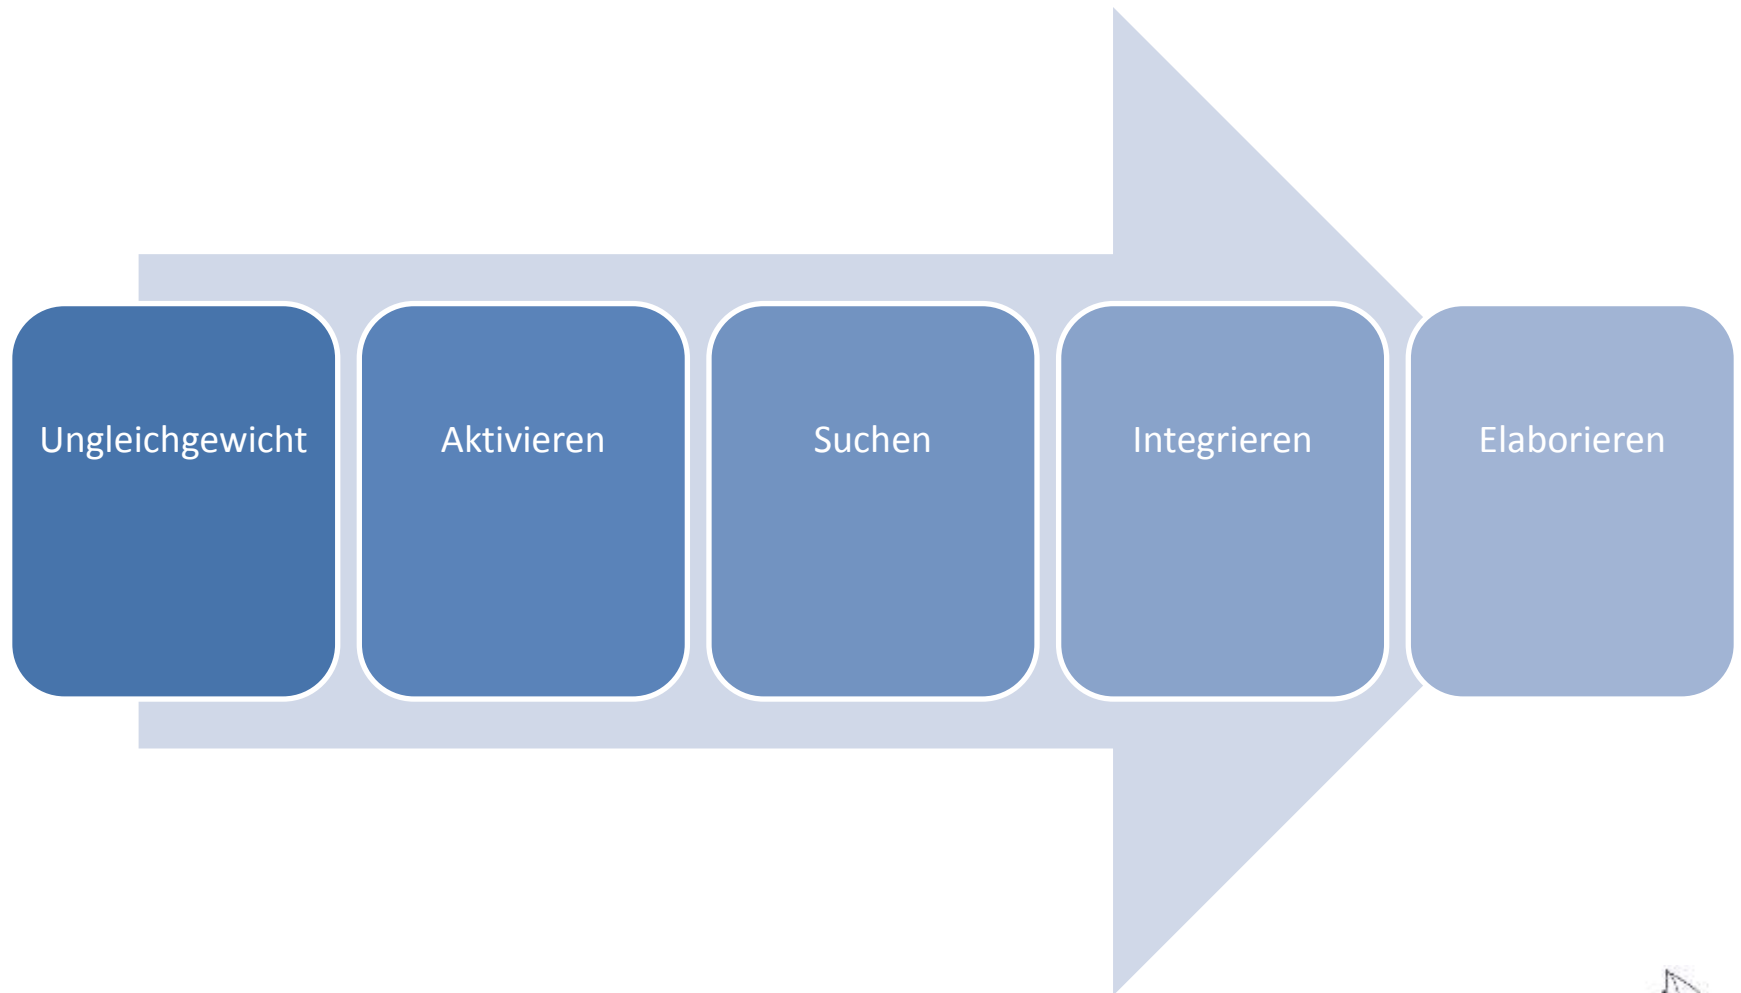 Ungleichgewicht
Aktivieren
Suchen
Integrieren
Elaborieren